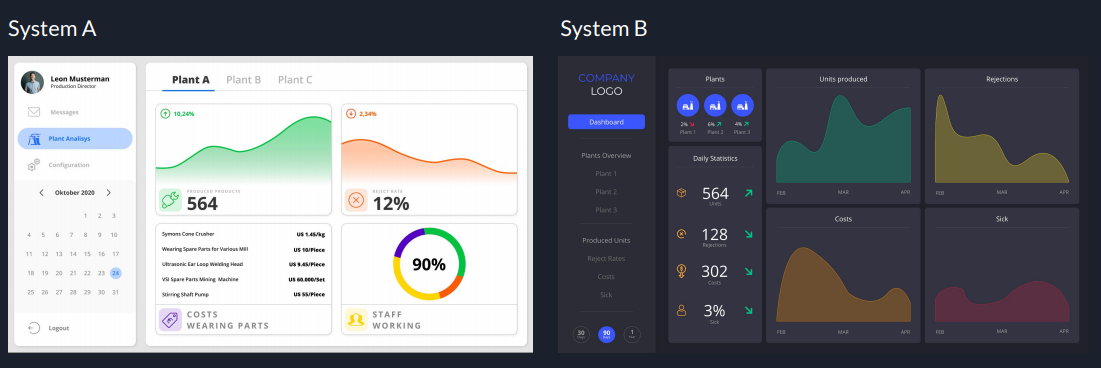 System A
System B
Leon Musterman
Production Director
Messages
Plant Analisys
Configuration
Oktober 2020
1 2 3
4 5 6 7 8 9 10
11 12 13 14 15 16 17
18 19 20 21 22 23 24
25 26 27 28 29 30 31
Logout
Plant A Plant B Plant C
10,24%
PRODUCED PRODUCTS
564
2,34%
REJECT RATE
12%
Symons Cone Crusher US 1.45/kg
Wearing Spare Parts for Various Mill US 10/Piece
Ultrasonic Ear Loop Welding Head US 9.45/Piece
VSI Spare Parts Mining Machine US 60.000/Set
Stirring Shaft Pump US 55/Piece
COSTS
WEARING PARTS
90%
STAFF
WORKING
COMPANY
LOGO
Dashboard
Plants Overview
Plant 1
Plant 2
Plant 3
Produced Units
Reject Rates
Costs
Sick
30
90
1
Plants
2% 6% 4%
Plant 1 Plant 2 Plant 3
Daily Statistics
564
Units
128
Rejections
302
Costs
3%
Sick
Units produced
FEB MAR APR
Rejections
FEB MAR APR
Costs
FEB MAR APR
Sick
FEB MAR APR